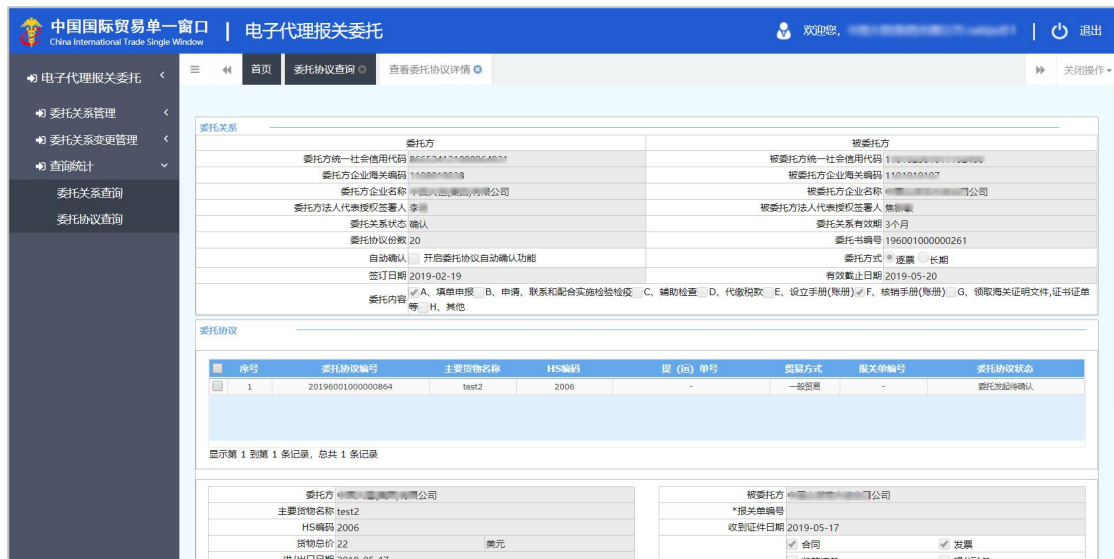 中国国际贸易单一窗口 | 电子代理报关委托
China International Trade Single Window
欢迎您,
退出
电子代理报关委托
首页 委托协议查询 查看委托协议详情 关闭操作
委托关系管理
委托关系变更管理
查询统计
委托关系查询
委托协议查询
委托关系
委托方 被委托方
委托方统一社会信用代码 被委托方统一社会信用代码
委托方企业海关编码 被委托方企业海关编码
委托方企业名称 公司 被委托方企业名称 公司
委托方法人代表授权签署人 李 被委托方法人代表授权签署人 焦
委托关系状态 确认 委托关系有效期 3个月
委托协议份数 20 委托书编号 196001000000261
自动确认 开启委托协议自动确认功能 委托方式 逐票 长期
签订日期 2019-02-19 有效截止日期 2019-05-20
委托内容 A、填单申报 B、申请、联系和配合实施检验检疫 C、辅助检查 D、代缴税款 E、设立手册(账册) F、核销手册(账册) G、领取海关证明文件,证书证单
等 H、其他
委托协议
序号 委托协议编号 主要货物名称 HS编码 提(运)单号 贸易方式 报关单编号 委托协议状态
1 20196001000000864 test2 2006 - 一般贸易 - 委托发起待确认
显示第 1 到第 1 条记录，总共 1 条记录
委托方 公司 被委托方 公司
主要货物名称 test2 *报关单编号
HS编码 2006 收到证件日期 2019-05-17
货物总价 22 美元 合同 发票
进/出口日期 2019-05-17